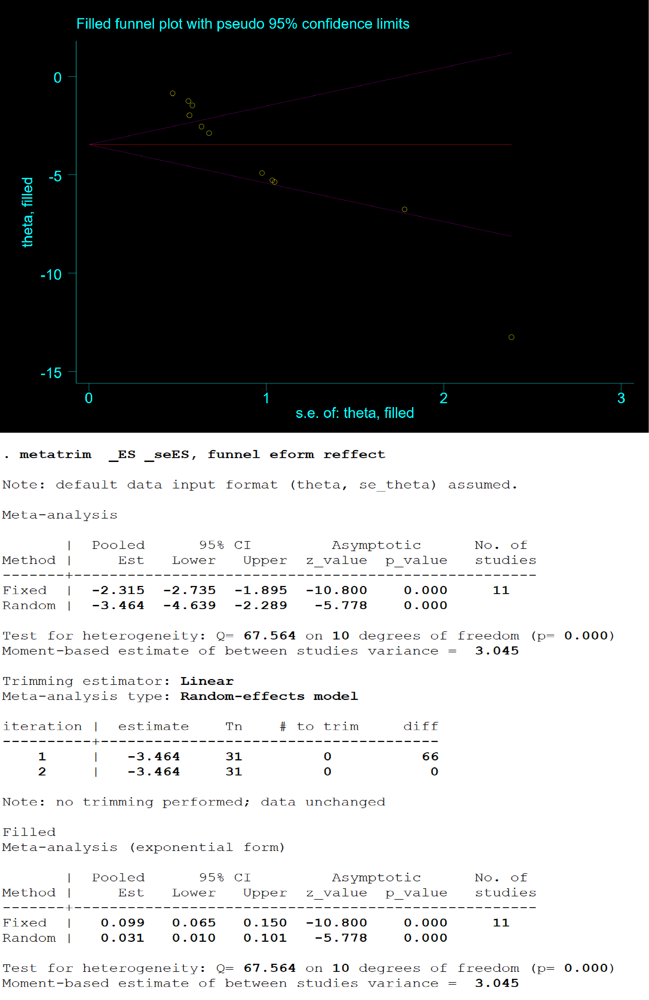 Filled funnel plot with pseudo 95% confidence limits
0
-5
-10
-15
theta, filled
0 1 2 3
s.e. of: theta, filled
. metatrim  _ES _seES, funnel eform reffect
Note: default data input format (theta, se_theta) assumed.
Meta-analysis
       |  Pooled      95% CI         Asymptotic      No. of
Method |     Est   Lower   Upper  z_value  p_value   studies
-------+----------------------------------------------------
Fixed  |  -2.315  -2.735  -1.895  -10.800    0.000     11
Random |  -3.464  -4.639  -2.289   -5.778    0.000
Test for heterogeneity: Q= 67.564 on 10 degrees of freedom (p= 0.000)
Moment-based estimate of between studies variance =  3.045
Trimming estimator: Linear
Meta-analysis type: Random-effects model
iteration |  estimate    Tn    # to trim     diff
----------+--------------------------------------
    1     |   -3.464     31         0          66
    2     |   -3.464     31         0           0
Note: no trimming performed; data unchanged
Filled
Meta-analysis (exponential form)
       |  Pooled      95% CI         Asymptotic      No. of
Method |     Est   Lower   Upper  z_value  p_value   studies
-------+----------------------------------------------------
Fixed  |   0.099   0.065   0.150  -10.800    0.000     11
Random |   0.031   0.010   0.101   -5.778    0.000
Test for heterogeneity: Q= 67.564 on 10 degrees of freedom (p= 0.000)
Moment-based estimate of between studies variance =  3.045